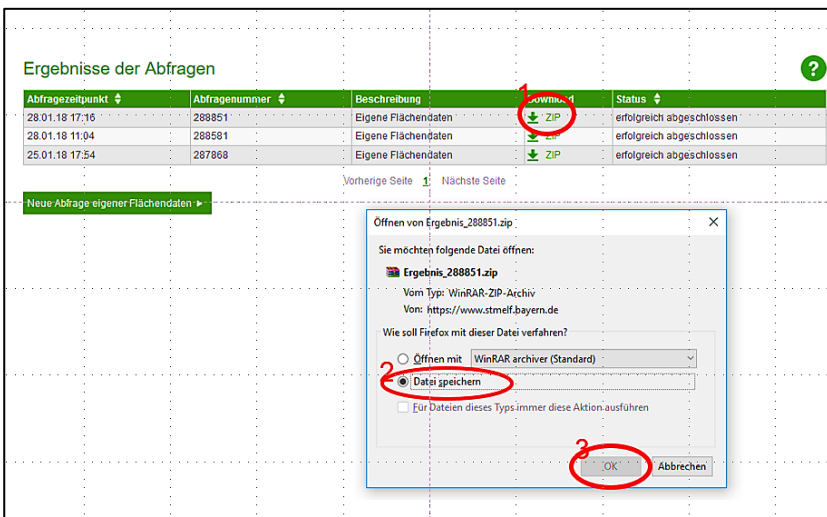 Ergebnisse der Abfragen
?
Abfragezeitpunkt Abfragenummer Beschreibung Download Status
1
28.01.18 17:16 288851 Eigene Flächendaten ZIP erfolgreich abgeschlossen
28.01.18 11:04 288581 Eigene Flächendaten ZIP erfolgreich abgeschlossen
25.01.18 17:54 287868 Eigene Flächendaten ZIP erfolgreich abgeschlossen
Vorherige Seite 1 Nächste Seite
Neue Abfrage eigener Flächendaten
Öffnen von Ergebnis_288851.zip
Sie möchten folgende Datei öffnen:
Ergebnis_288851.zip
Vom Typ: WinRAR-ZIP-Archiv
Von: https://www.stmelf.bayern.de
Wie soll Firefox mit dieser Datei verfahren?
Öffnen mit WinRAR archiver (Standard)
2
Datei speichern
Für Dateien dieses Typs immer diese Aktion ausführen
3
OK Abbrechen